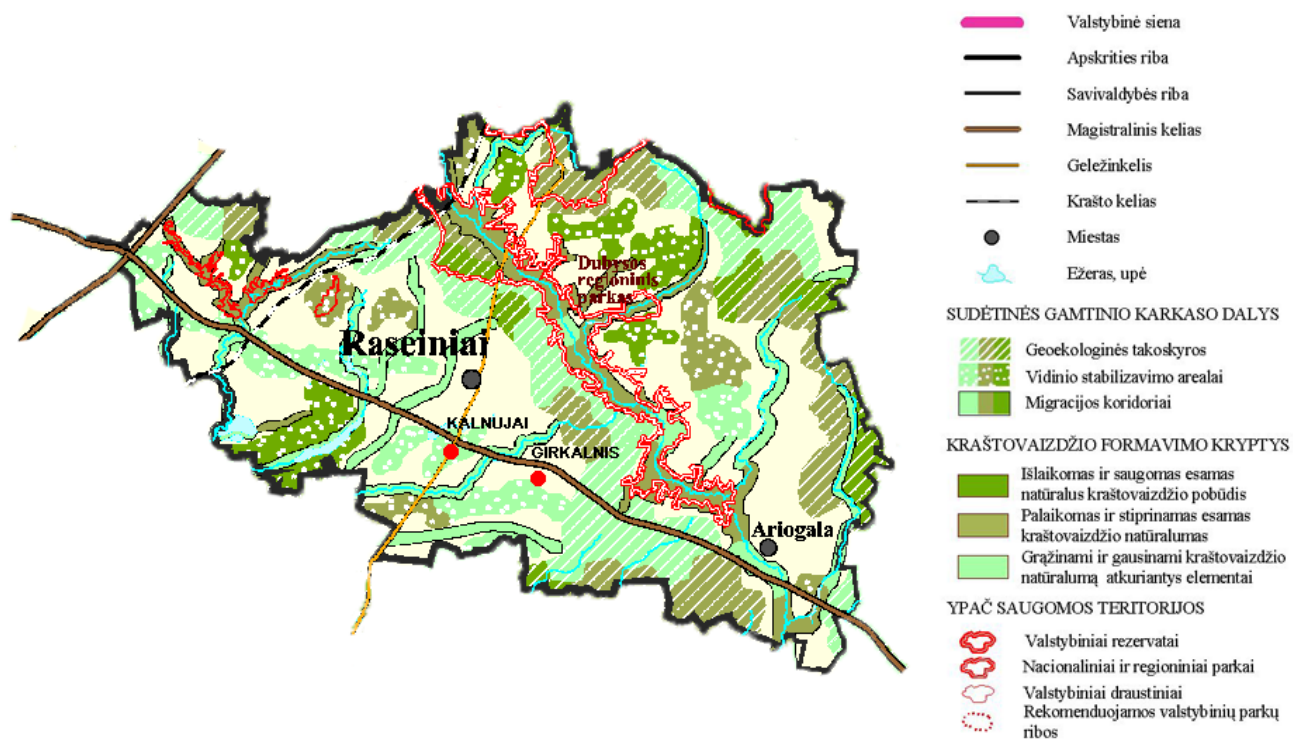 Dubysos
regioninis
parkas
Raseiniai
KALNUJAI
GIRKALNIS
Ariogala
Valstybinė siena
Apskrities riba
Savivaldybės riba
Magistralinis kelias
Geležinkelis
Krašto kelias
Miestas
Ežeras, upė
SUDĖTINĖS GAMTINIO KARKASO DALYS
Geoekologinės takoskyros
Vidinio stabilizavimo arealai
Migracijos koridoriai
KRAŠTOVAIZDŽIO FORMAVIMO KRYPTYS
Išlaikomas ir saugomas esamas
natūralus kraštovaizdžio pobūdis
Palaikomas ir stiprinamas esamas
kraštovaizdžio natūralumas
Grąžinami ir gausinami kraštovaizdžio
natūralumą atkuriantys elementai
YPAČ SAUGOMOS TERITORIJOS
Valstybiniai rezervatai
Nacionaliniai ir regioniniai parkai
Valstybiniai draustiniai
Rekomenduojamos valstybinių parkų
ribos